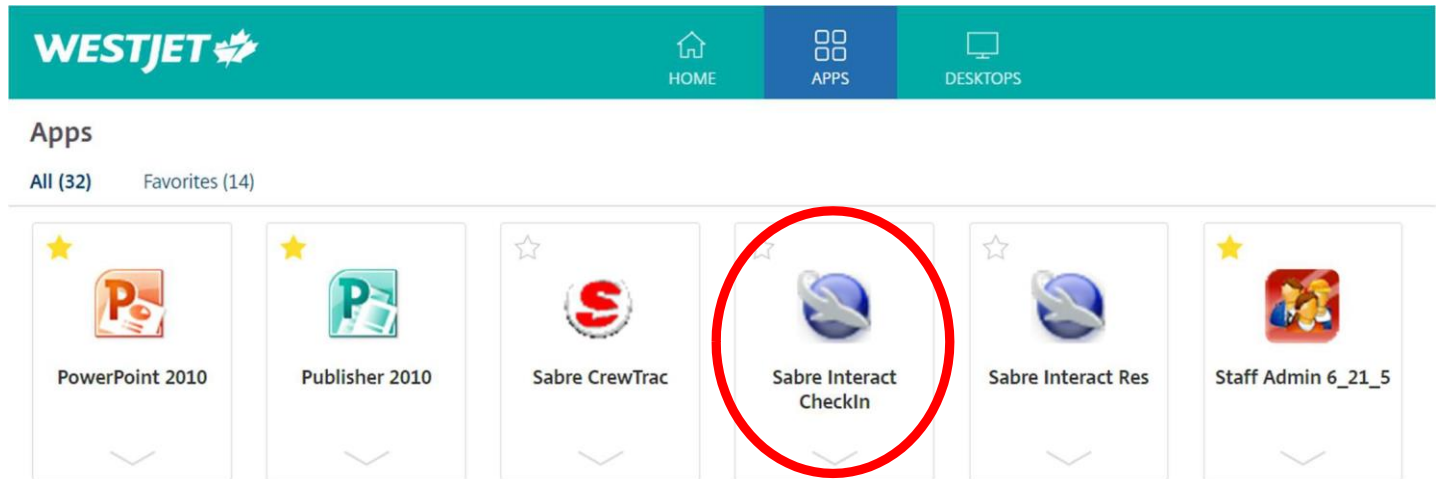 WESTJET
HOME
APPS
DESKTOPS
Apps
All (32) Favorites (14)
PowerPoint 2010
Publisher 2010
Sabre CrewTrac
Sabre Interact
CheckIn
Sabre Interact Res
Staff Admin 6_21_5